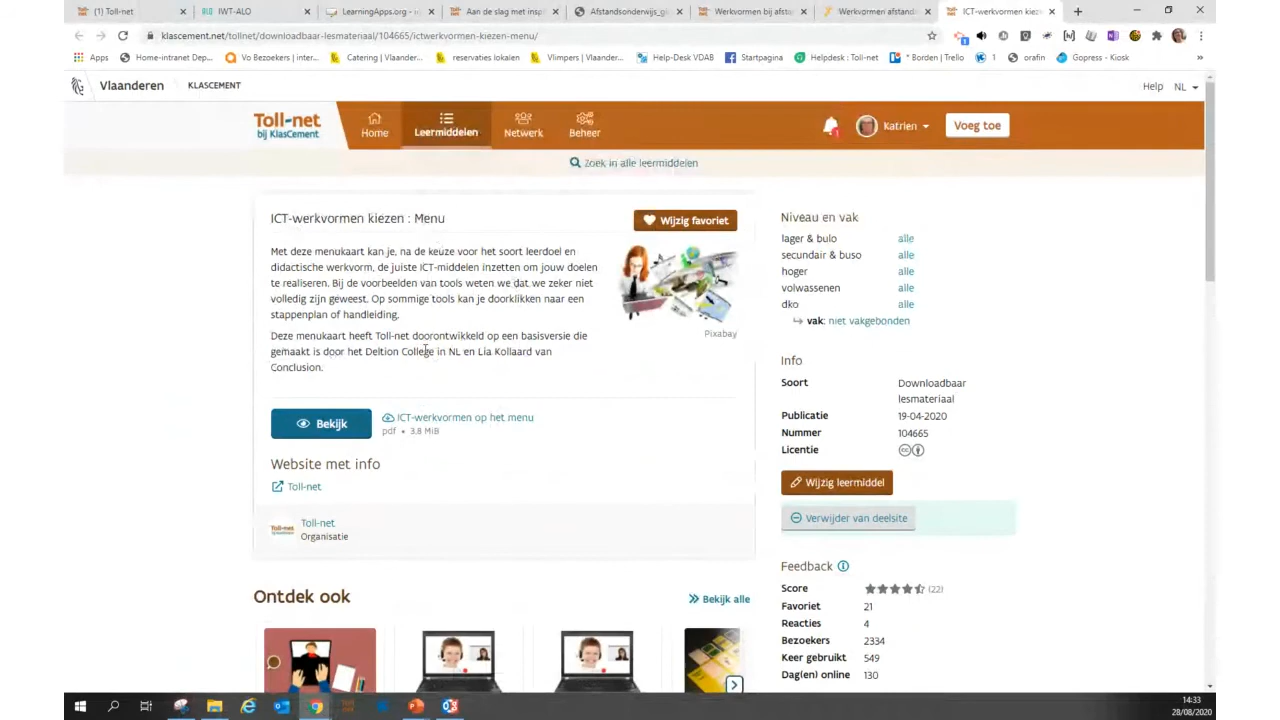 (1) Toll-net
IWT-ALO
LearningApps.org - in
Aan de slag met inspi
Afstandsonderwijs_gi
Werkvormen bij afsta
Werkvormen afstand
ICT-werkvormen kiez
klascement.net/tollnet/downloadbaar-lesmateriaal/104665/ictwerkvormen-kiezen-menu/
Apps
Home-intranet Dep...
Vo Bezoekers | inter...
Catering | Vlaander...
reservaties lokalen
Vlimpers | Vlaander...
Help-Desk VDAB
Startpagina
Helpdesk : Toll-net
* Borden | Trello
1
orafin
Gopress - Kiosk
»
Vlaanderen
KLASCEMENT
Help
NL
Toll-net
bij KlasCement
Home
Leermiddelen
Netwerk
Beheer
Katrien
Voeg toe
Zoek in alle leermiddelen
ICT-werkvormen kiezen : Menu
Wijzig favoriet
Met deze menukaart kan je, na de keuze voor het soort leerdoel en
didactische werkvorm, de juiste ICT-middelen inzetten om jouw doelen
te realiseren. Bij de voorbeelden van tools weten we dat we zeker niet
volledig zijn geweest. Op sommige tools kan je doorklikken naar een
stappenplan of handleiding.
Pixabay
Deze menukaart heeft Toll-net doorontwikkeld op een basisversie die
gemaakt is door het Deltion College in NL en Lia Kollaard van
Conclusion.
Bekijk
ICT-werkvormen op het menu
pdf • 3,8 MiB
Website met info
Toll-net
Toll-net
Organisatie
Ontdek ook
Bekijk alle
Niveau en vak
lager & bulo alle
secundair & buso alle
hoger alle
volwassenen alle
dko alle
vak: niet vakgebonden
Info
Soort Downloadbaar
lesmateriaal
Publicatie 19-04-2020
Nummer 104665
Licentie
Wijzig leermiddel
Verwijder van deelsite
Feedback
Score (22)
Favoriet 21
Reacties 4
Bezoekers 2334
Keer gebruikt 549
Dag(en) online 130
14:33
28/08/2020